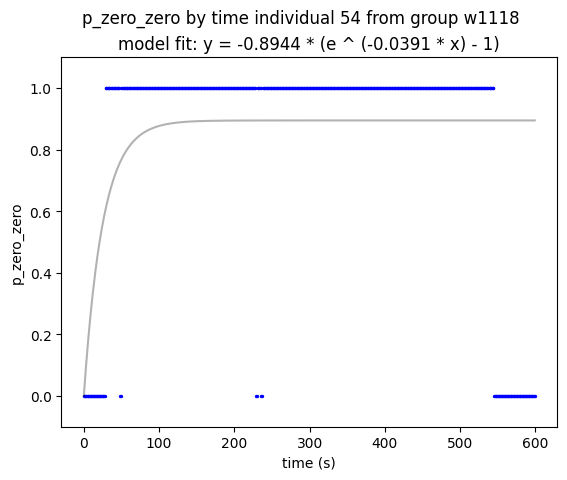 p_zero_zero by time individual 54 from group w1118
model fit: y = -0.8944 * (e ^ (-0.0391 * x) - 1)
1.0
0.8
0.6
0.4
0.2
0.0
p_zero_zero
0 100 200 300 400 500 600
time (s)